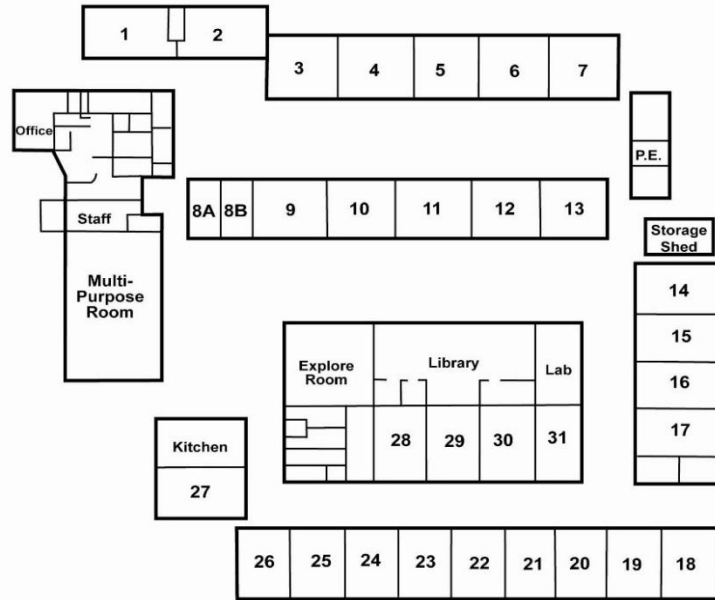 1
2
3
4
5
6
7
Office
P.E.
8A
8B
9
10
11
12
13
Staff
Storage
Shed
Multi-
Purpose
Room
14
15
16
17
Explore
Room
Library
Lab
28
29
30
31
Kitchen
27
26
25
24
23
22
21
20
19
18